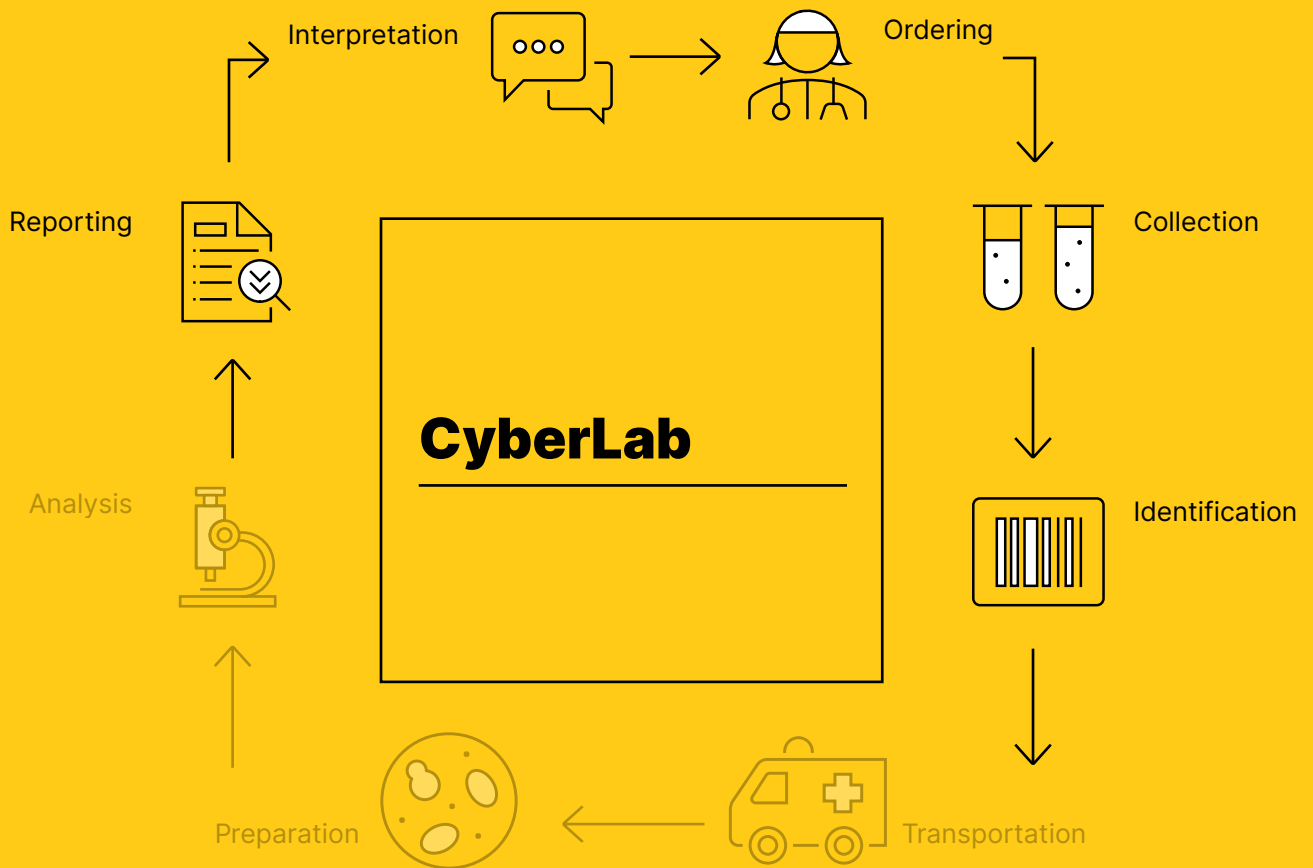 Interpretation
Ordering
Reporting
Collection
CyberLab
Analysis
Identification
Preparation
Transportation